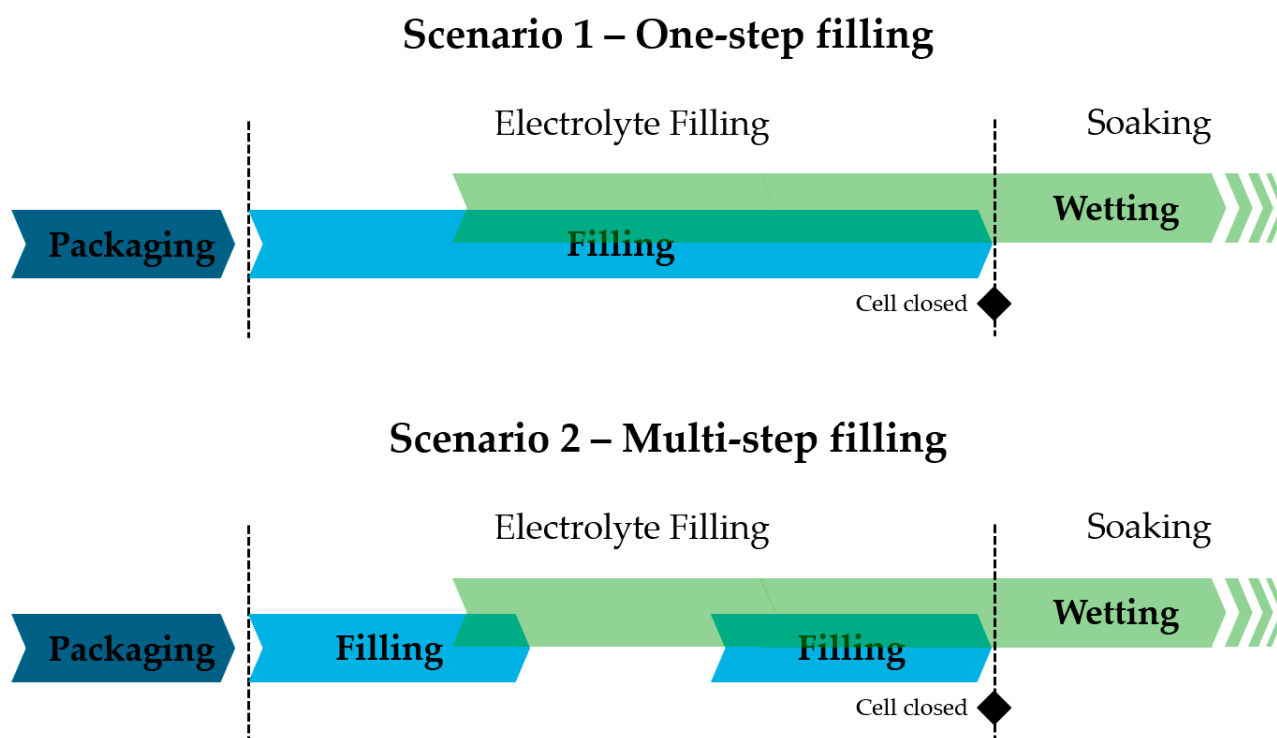 Scenario 1 – One-step filling
Electrolyte Filling
Soaking
Wetting
Packaging
Filling
Cell closed
Scenario 2 – Multi-step filling
Electrolyte Filling
Soaking
Wetting
Packaging
Filling
Filling
Cell closed